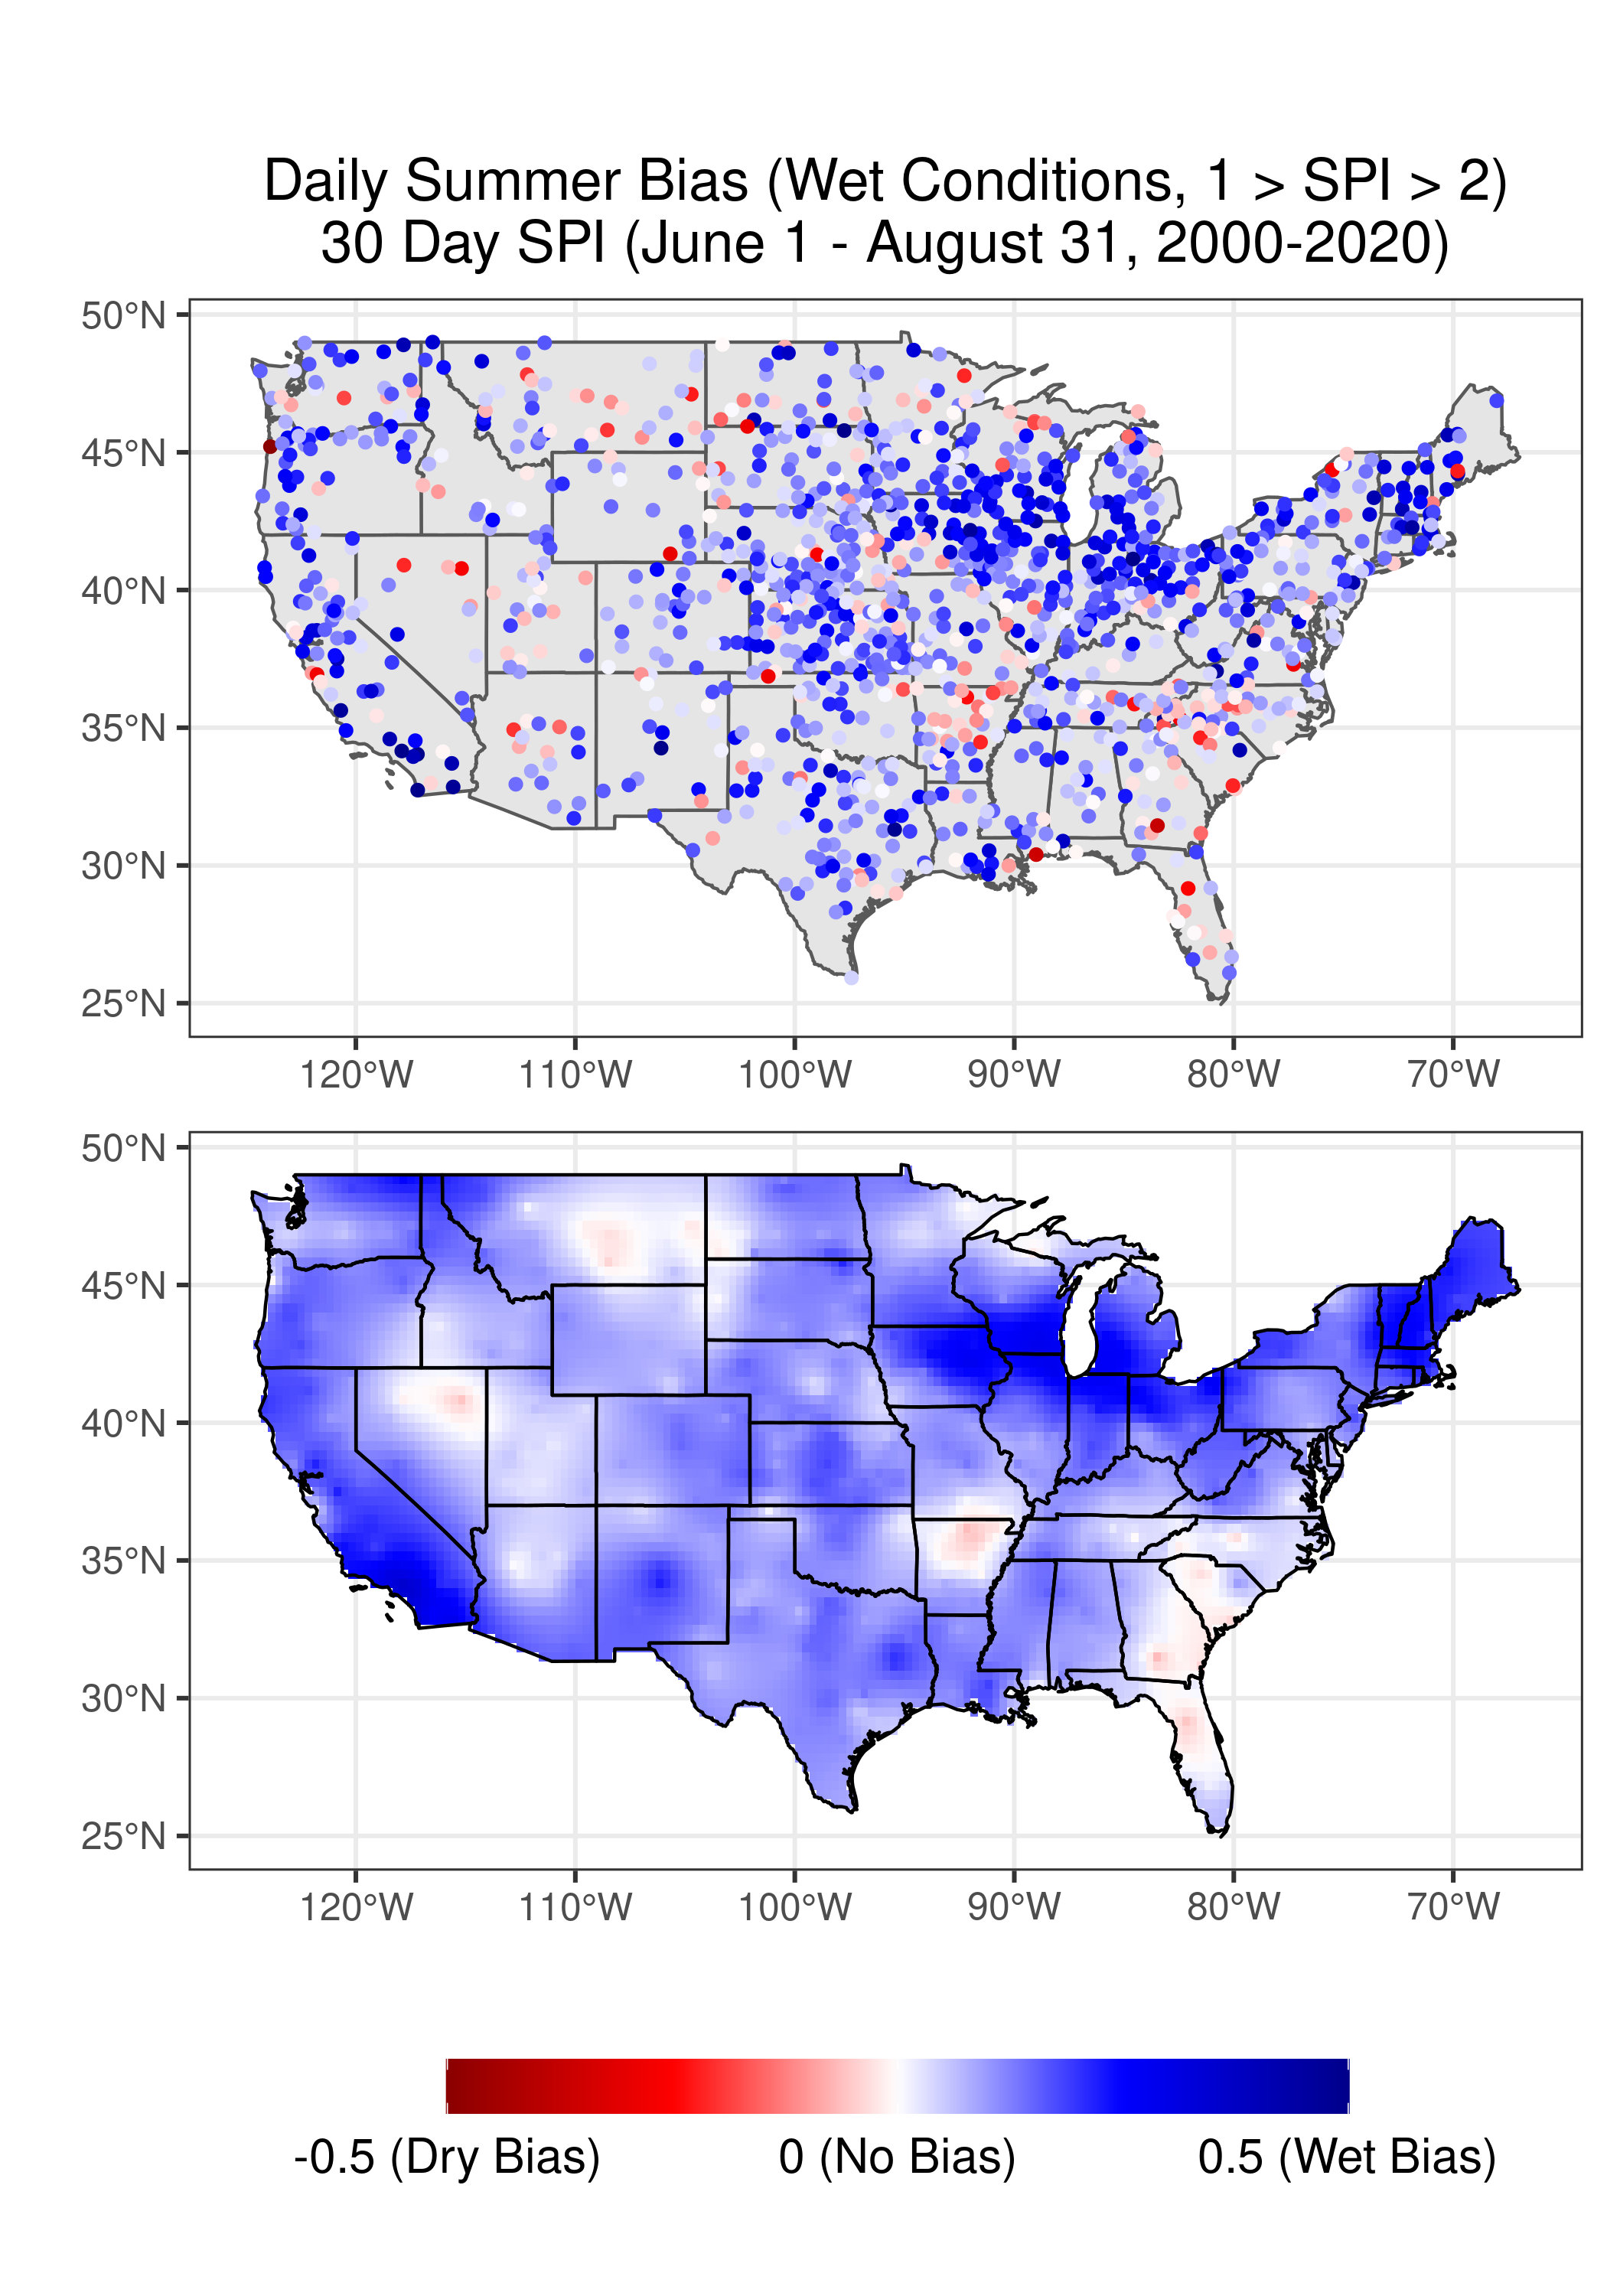 Daily Summer Bias (Wet Conditions, 1 > SPI > 2)
30 Day SPI (June 1 - August 31, 2000-2020)
50°N
45°N
40°N
35°N
30°N
25°N
120°W 110°W 100°W 90°W 80°W 70°W
50°N
45°N
40°N
35°N
30°N
25°N
120°W 110°W 100°W 90°W 80°W 70°W
-0.5 (Dry Bias) 0 (No Bias) 0.5 (Wet Bias)